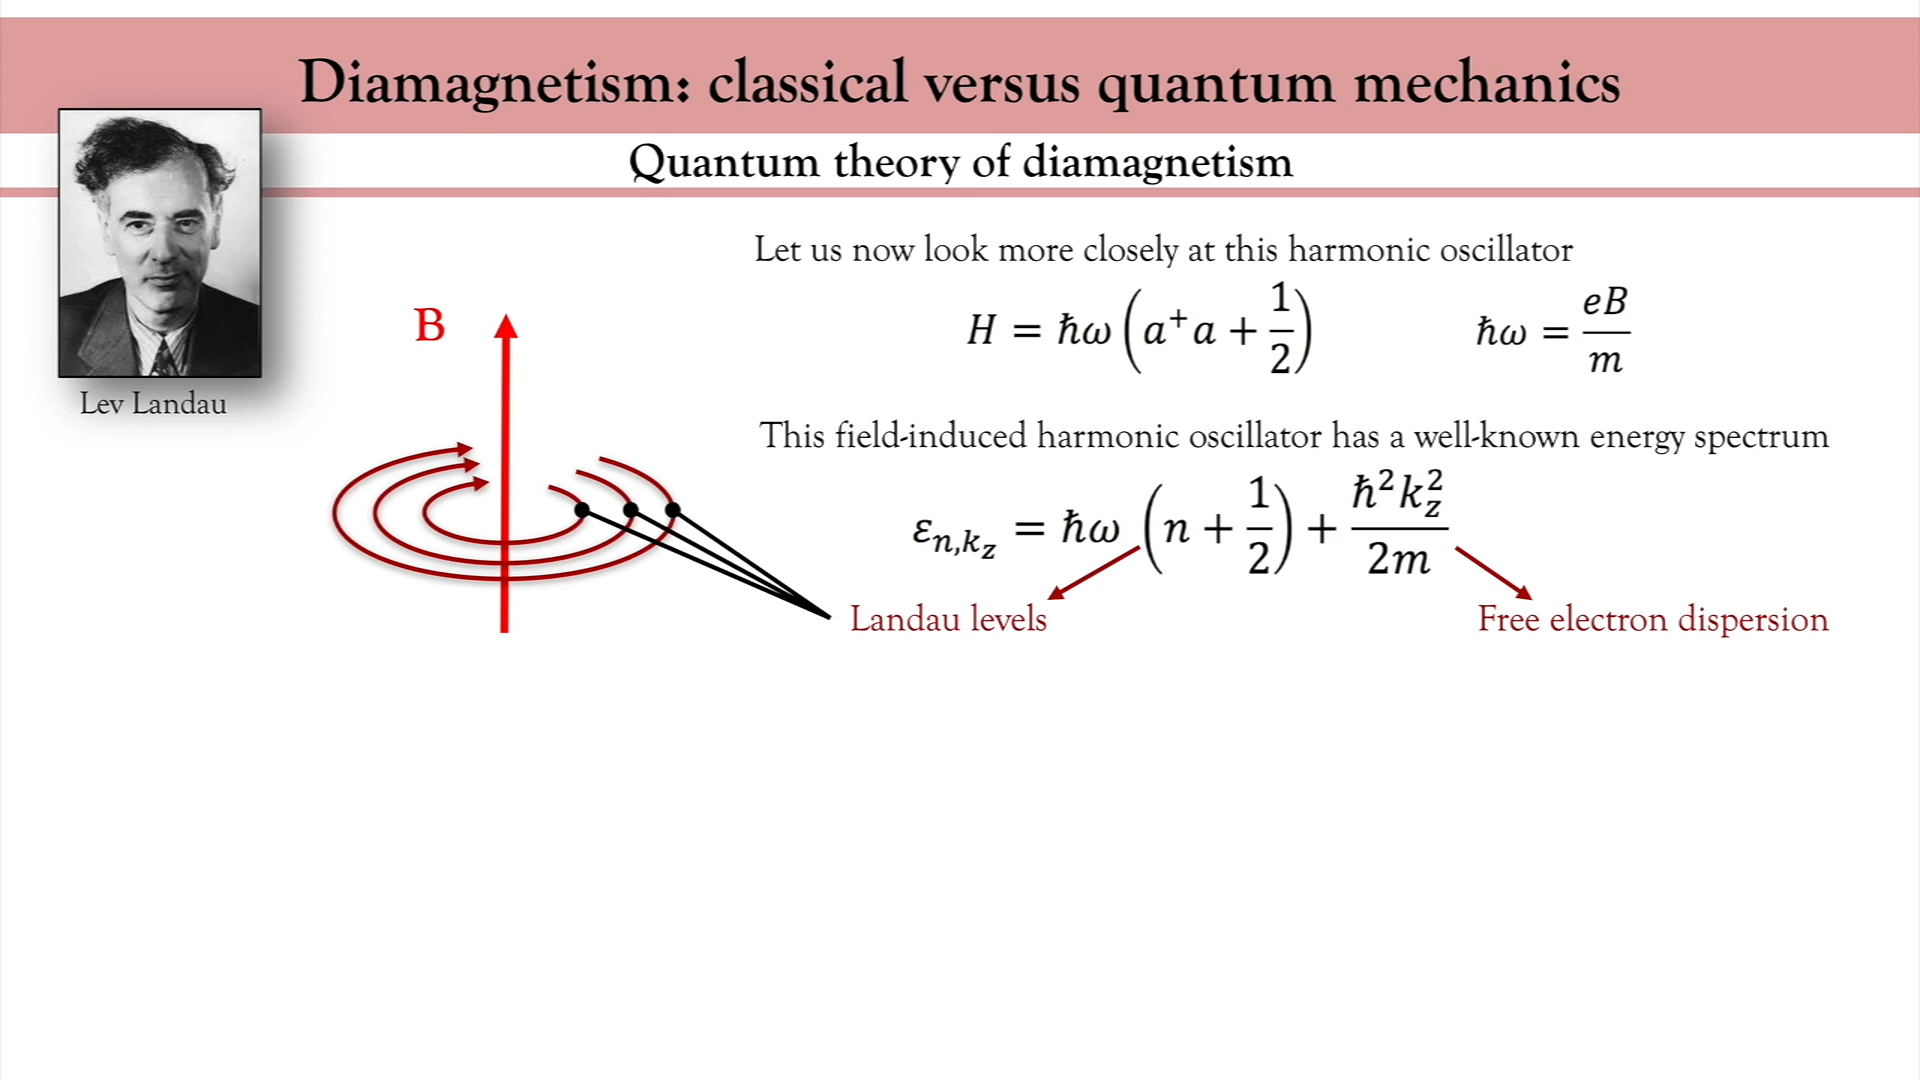 Diamagnetism: classical versus quantum mechanics
Quantum theory of diamagnetism
Lev Landau
B
Let us now look more closely at this harmonic oscillator
H = ħω(a⁺a + 1/2)
ħω = eB/m
This field-induced harmonic oscillator has a well-known energy spectrum
ε_{n,k_z} = ħω(n + 1/2) + ħ²k_z²/2m
Landau levels
Free electron dispersion